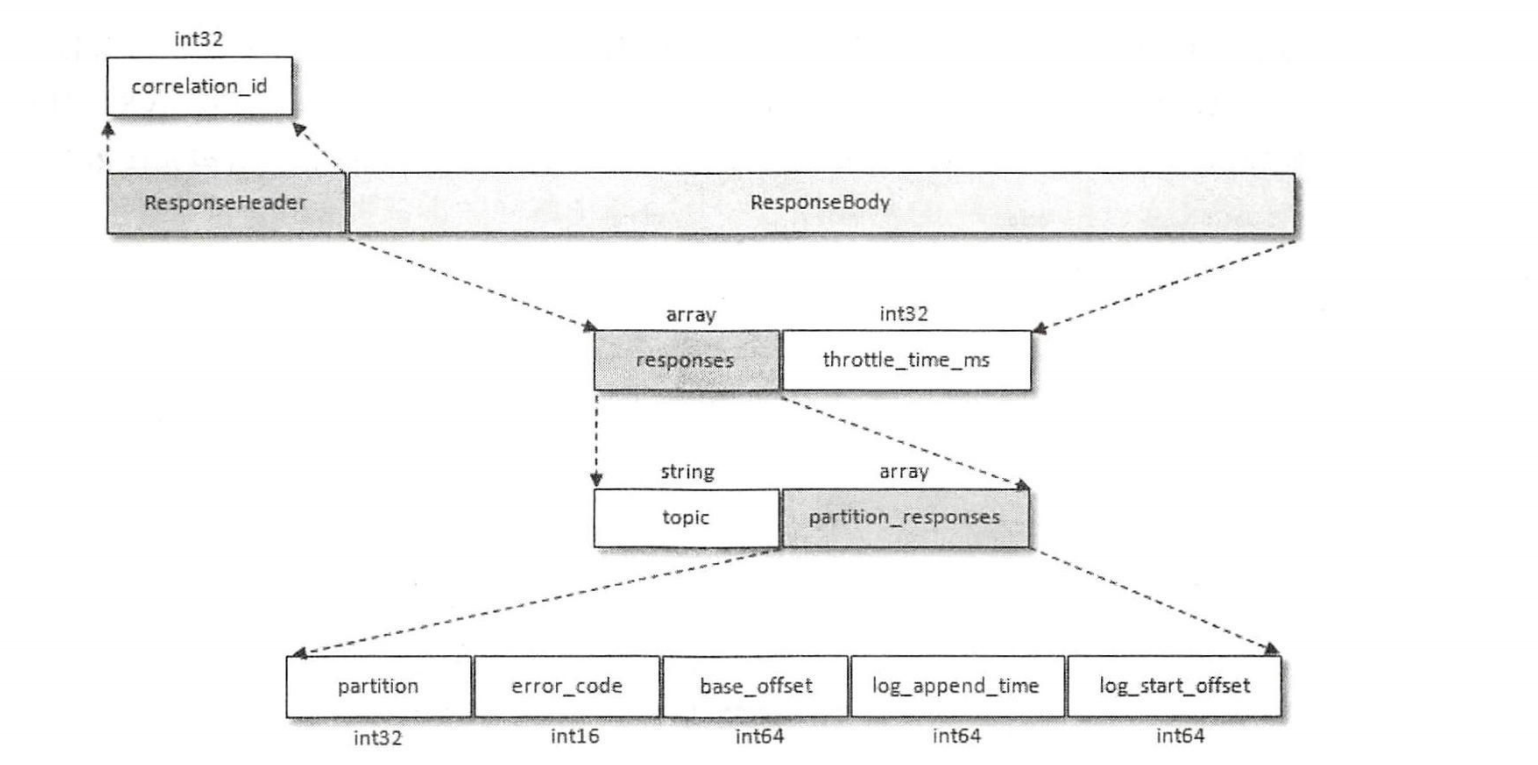 int32
correlation_id
ResponseHeader ResponseBody
array int32
responses throttle_time_ms
string array
topic partition_responses
partition error_code base_offset log_append_time log_start_offset
int32 int16 int64 int64 int64